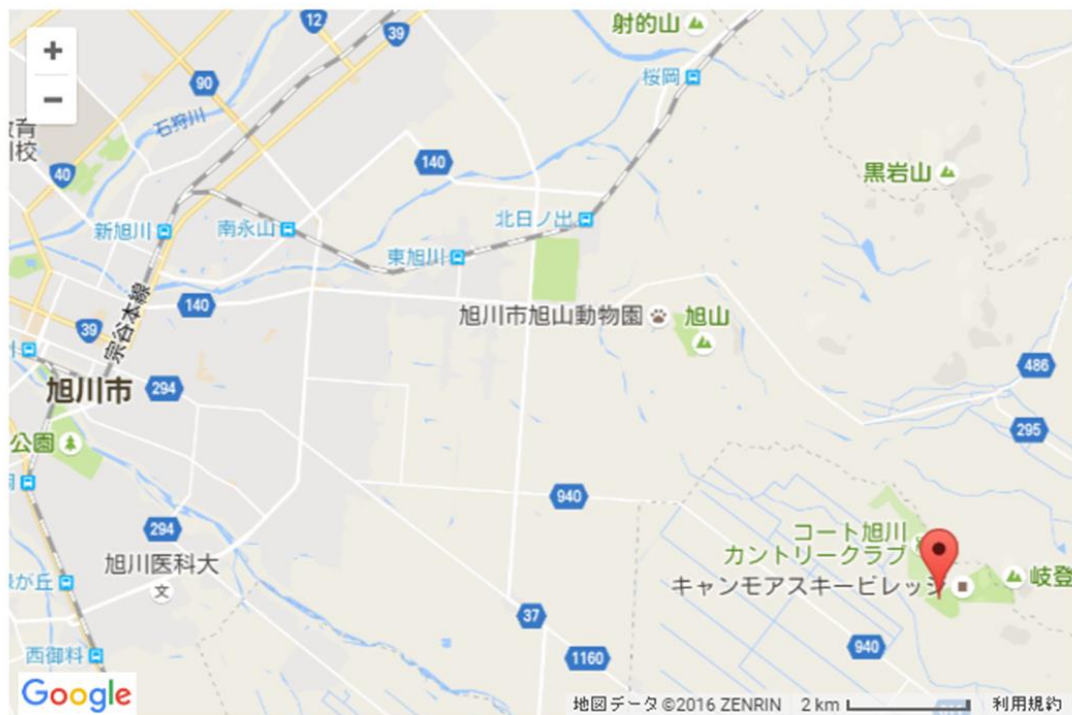 12
射的山
39
桜岡
90
石狩川
40
140
黒岩山
北日ノ出
新旭川
南永山
東旭川
140
宗谷本線
旭川市旭山動物園
旭山
39
486
旭川市
294
295
公園
940
294
コート旭川
カントリークラブ
旭川医科大
キャンモアスキービレッジ
岐登
が丘
37
940
西御料
1160
Google
地図データ ©2016 ZENRIN 2 km 利用規約